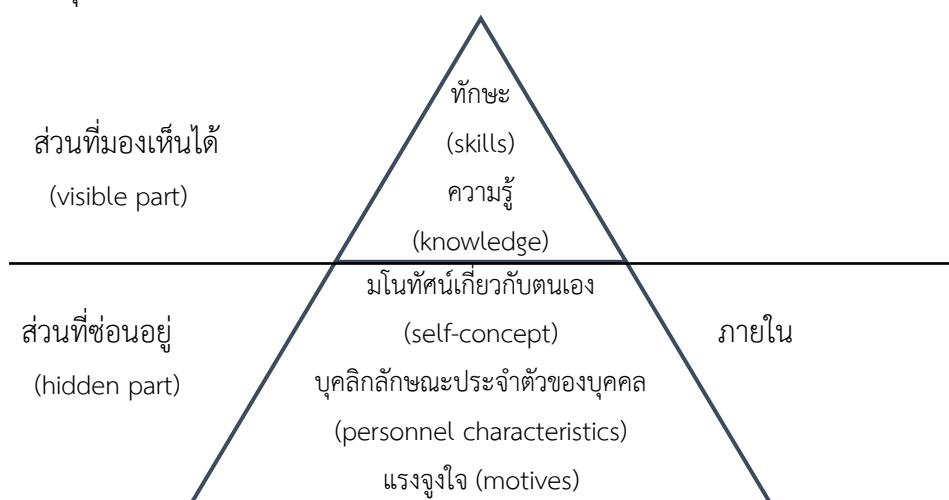 ทักษะ
(skills)
ส่วนที่มองเห็นได้
(visible part)
ความรู้
(knowledge)
มโนทัศน์เกี่ยวกับตนเอง
(self-concept)
ส่วนที่ซ่อนอยู่
(hidden part)
ภายใน
บุคลิกลักษณะประจำตัวของบุคคล
(personnel characteristics)
แรงจูงใจ (motives)